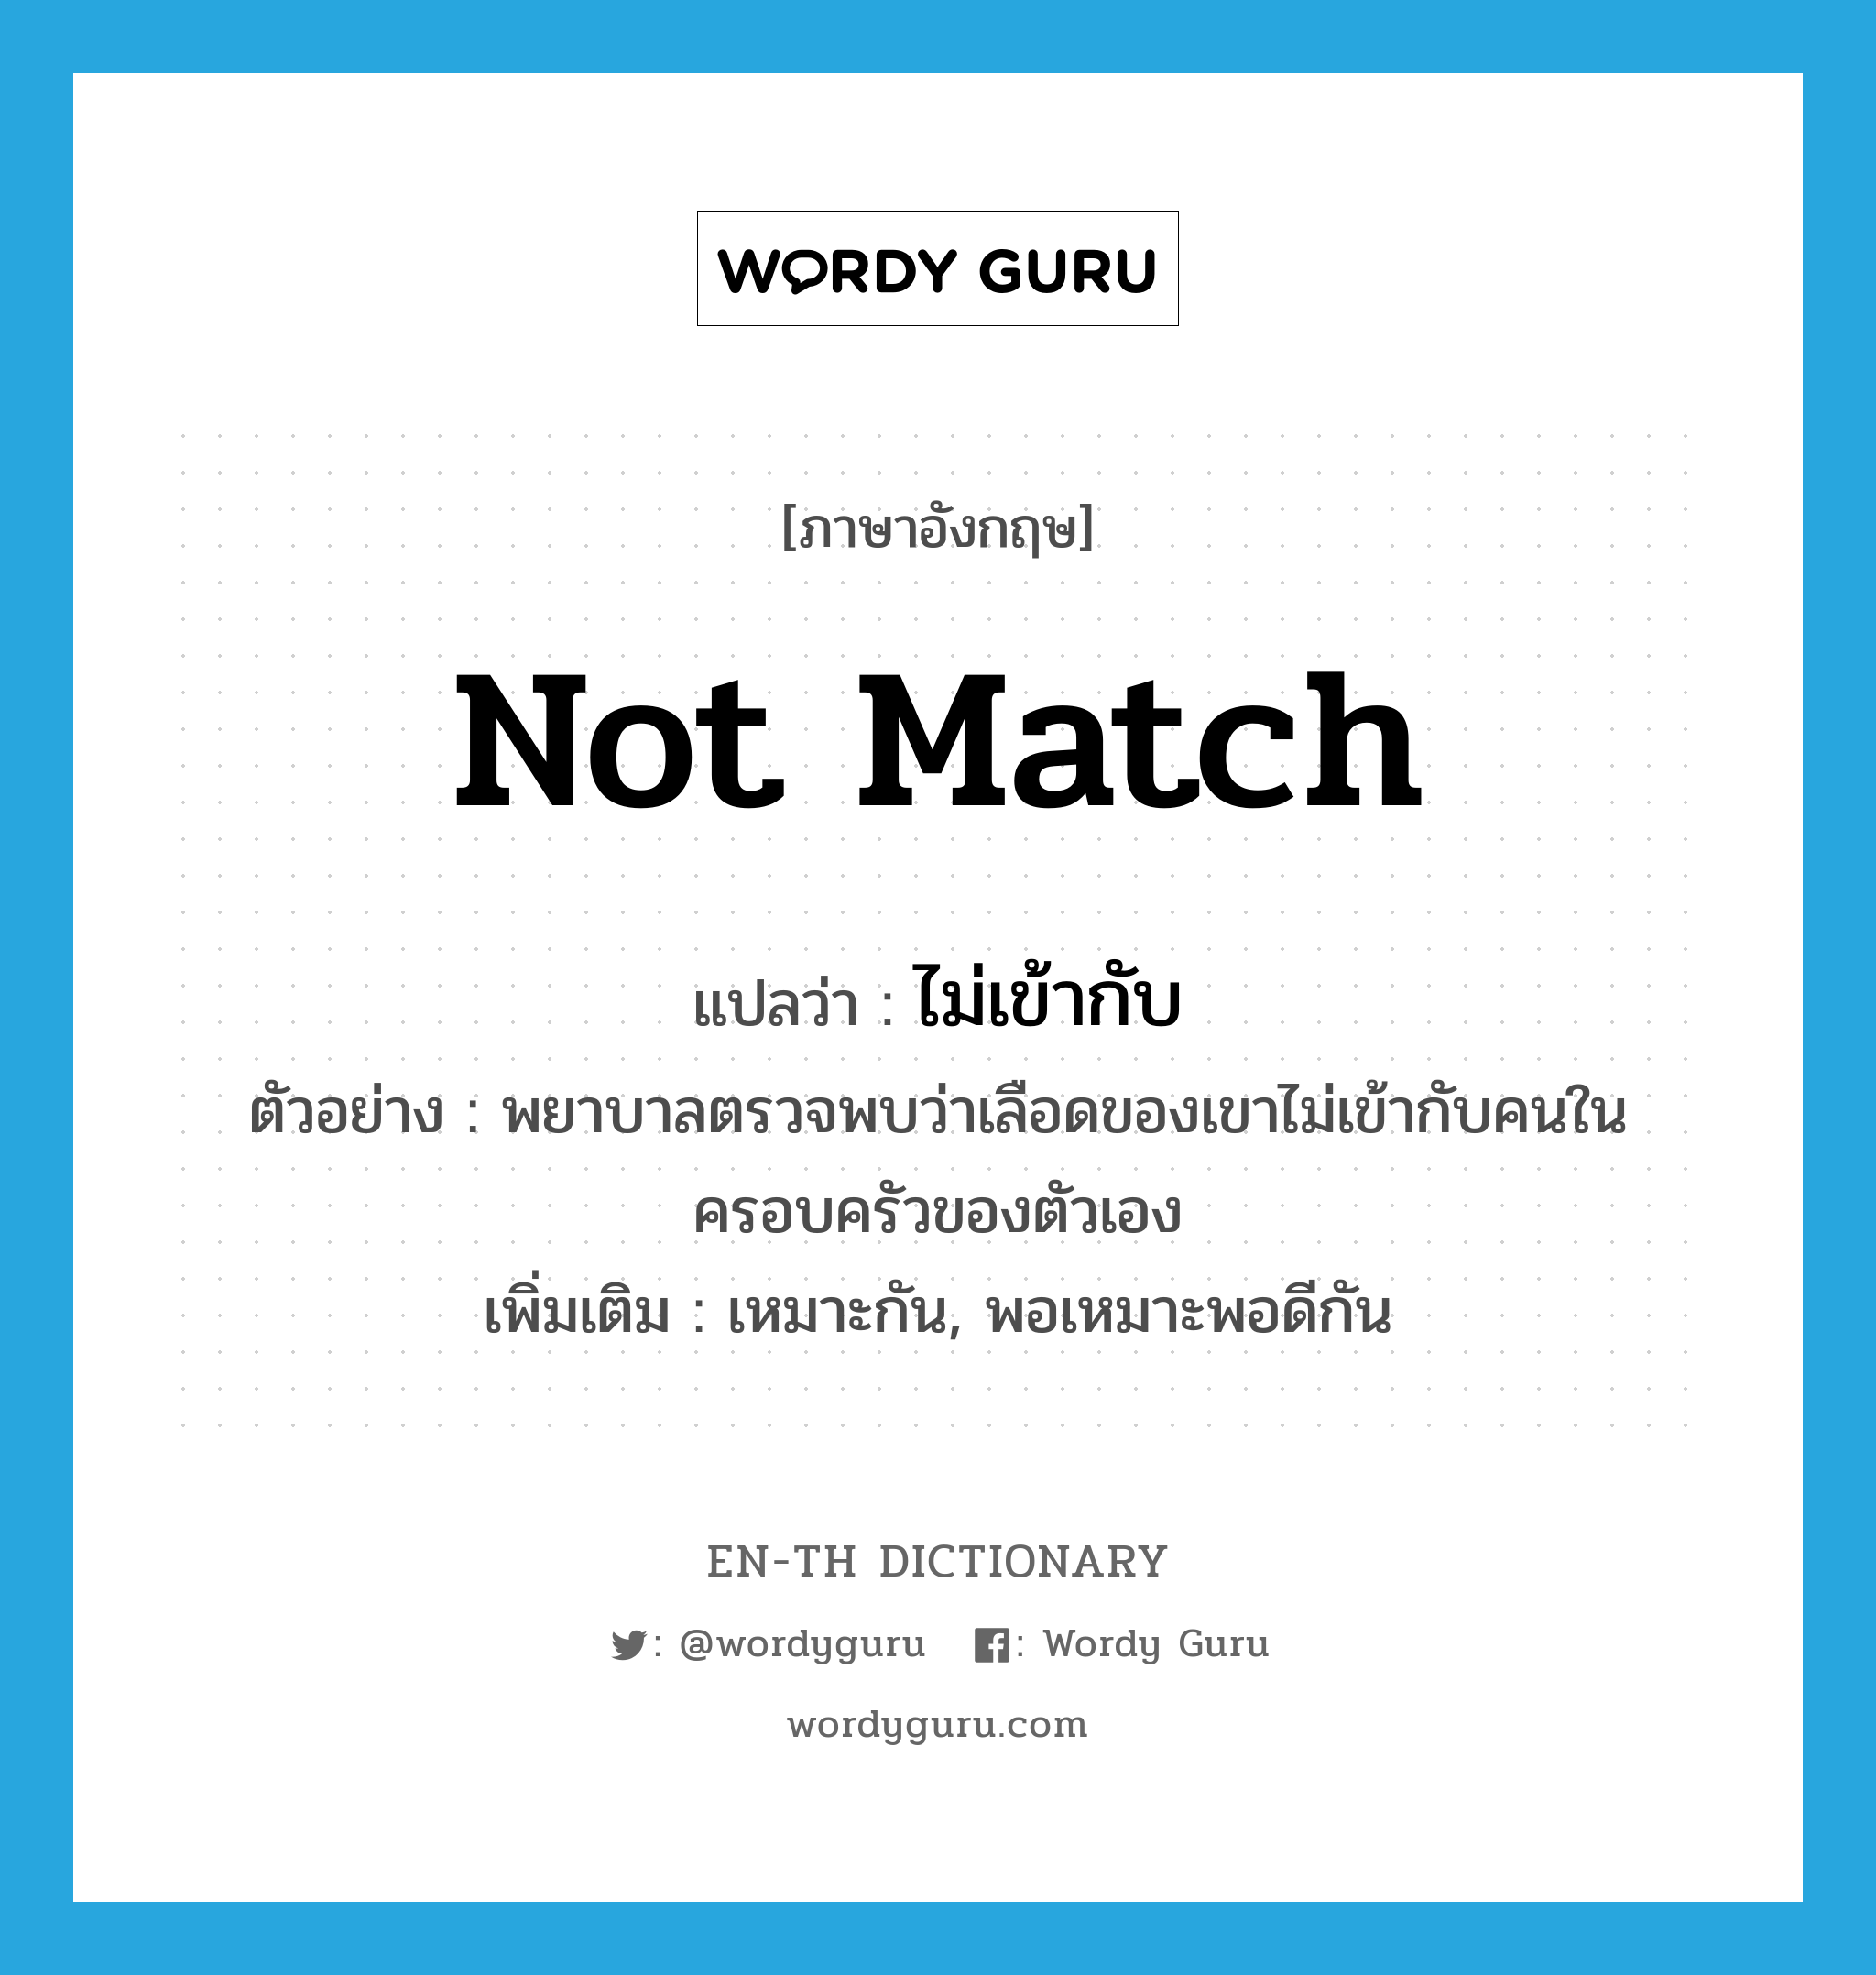 WORDY GURU
[ภาษาอังกฤษ]
Not Match
แปลว่า : ไม่เข้ากับ
ตัวอย่าง : พยาบาลตรวจพบว่าเลือดของเขาไม่เข้ากับคนใน
ครอบครัวของตัวเอง
เพิ่มเติม : เหมาะกัน, พอเหมาะพอดีกัน
EN-TH DICTIONARY
: @wordyguru : Wordy Guru
wordyguru.com